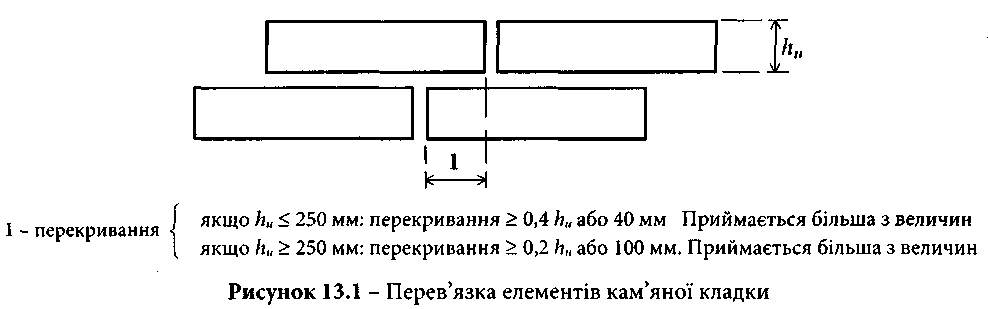 hᵤ
1
1 – перекривання
якщо hᵤ ≤ 250 мм: перекривання ≥ 0,4 hᵤ або 40 мм Приймається більша з величин
якщо hᵤ ≥ 250 мм: перекривання ≥ 0,2 hᵤ або 100 мм. Приймається більша з величин
Рисунок 13.1 – Перев’язка елементів кам’яної кладки